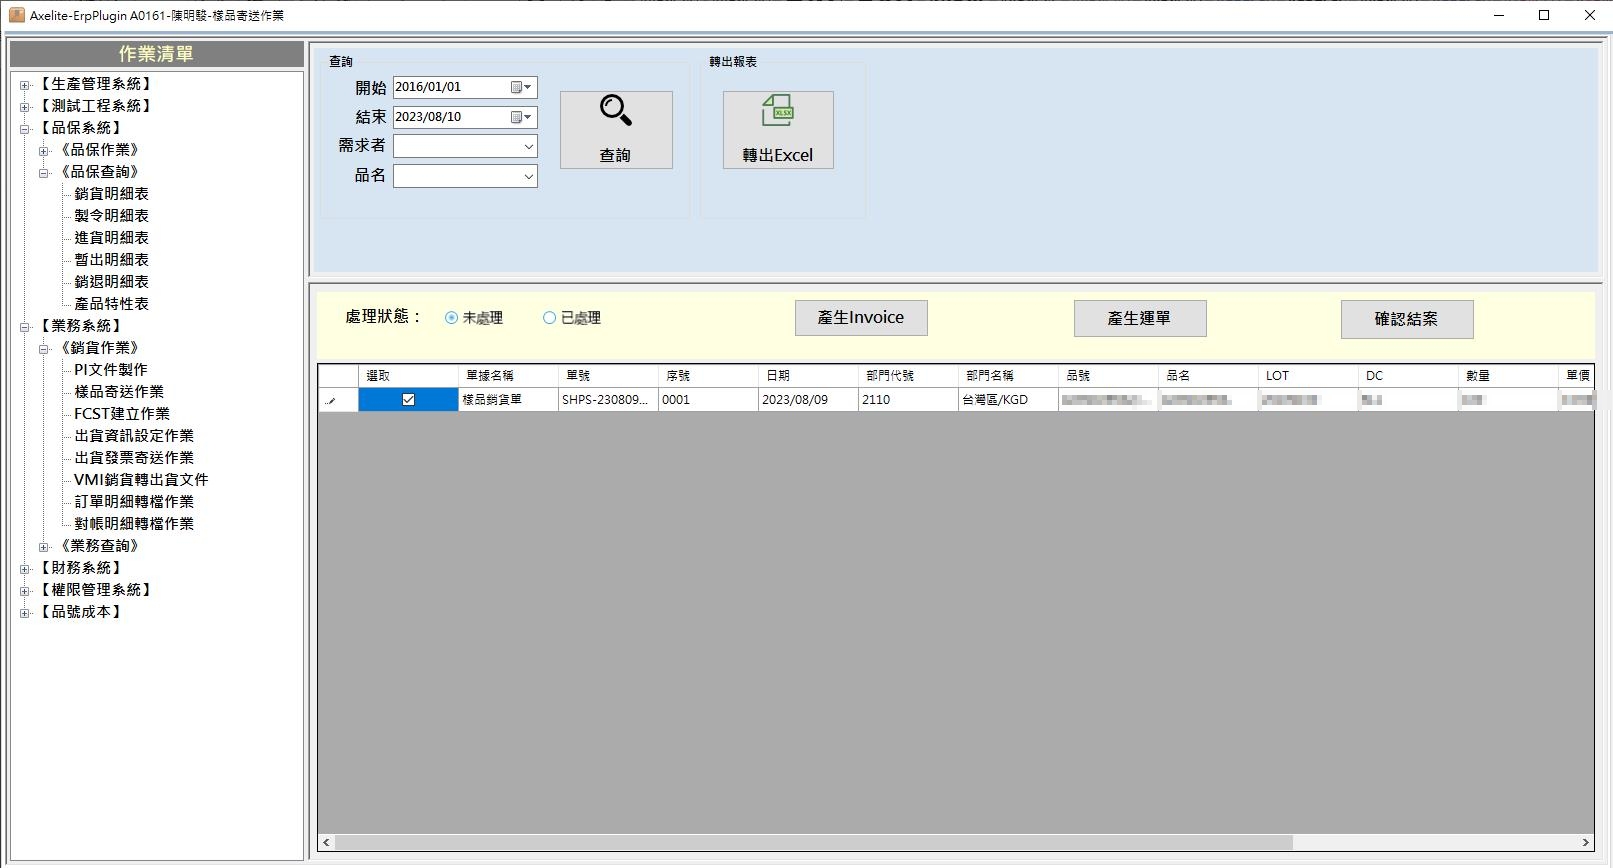 Axelite-ErpPlugin A0161-陳明駿-樣品寄送作業
作業清單
【生產管理系統】
【測試工程系統】
【品保系統】
《品保作業》
《品保查詢》
銷貨明細表
製令明細表
進貨明細表
暫出明細表
銷退明細表
產品特性表
【業務系統】
《銷貨作業》
PI文件製作
樣品寄送作業
FCST建立作業
出貨資訊設定作業
出貨發票寄送作業
VMI銷貨轉出貨文件
訂單明細轉檔作業
對帳明細轉檔作業
《業務查詢》
【財務系統】
【權限管理系統】
【品號成本】
查詢
開始 2016/01/01
結束 2023/08/10
需求者
品名
查詢
轉出報表
XLSX
轉出Excel
處理狀態： 未處理 已處理 產生Invoice 產生運單 確認結案
選取 單據名稱 單號 序號 日期 部門代號 部門名稱 品號 品名 LOT DC 數量 單價
樣品銷貨單 SHPS-230809... 0001 2023/08/09 2110 台灣區/KGD